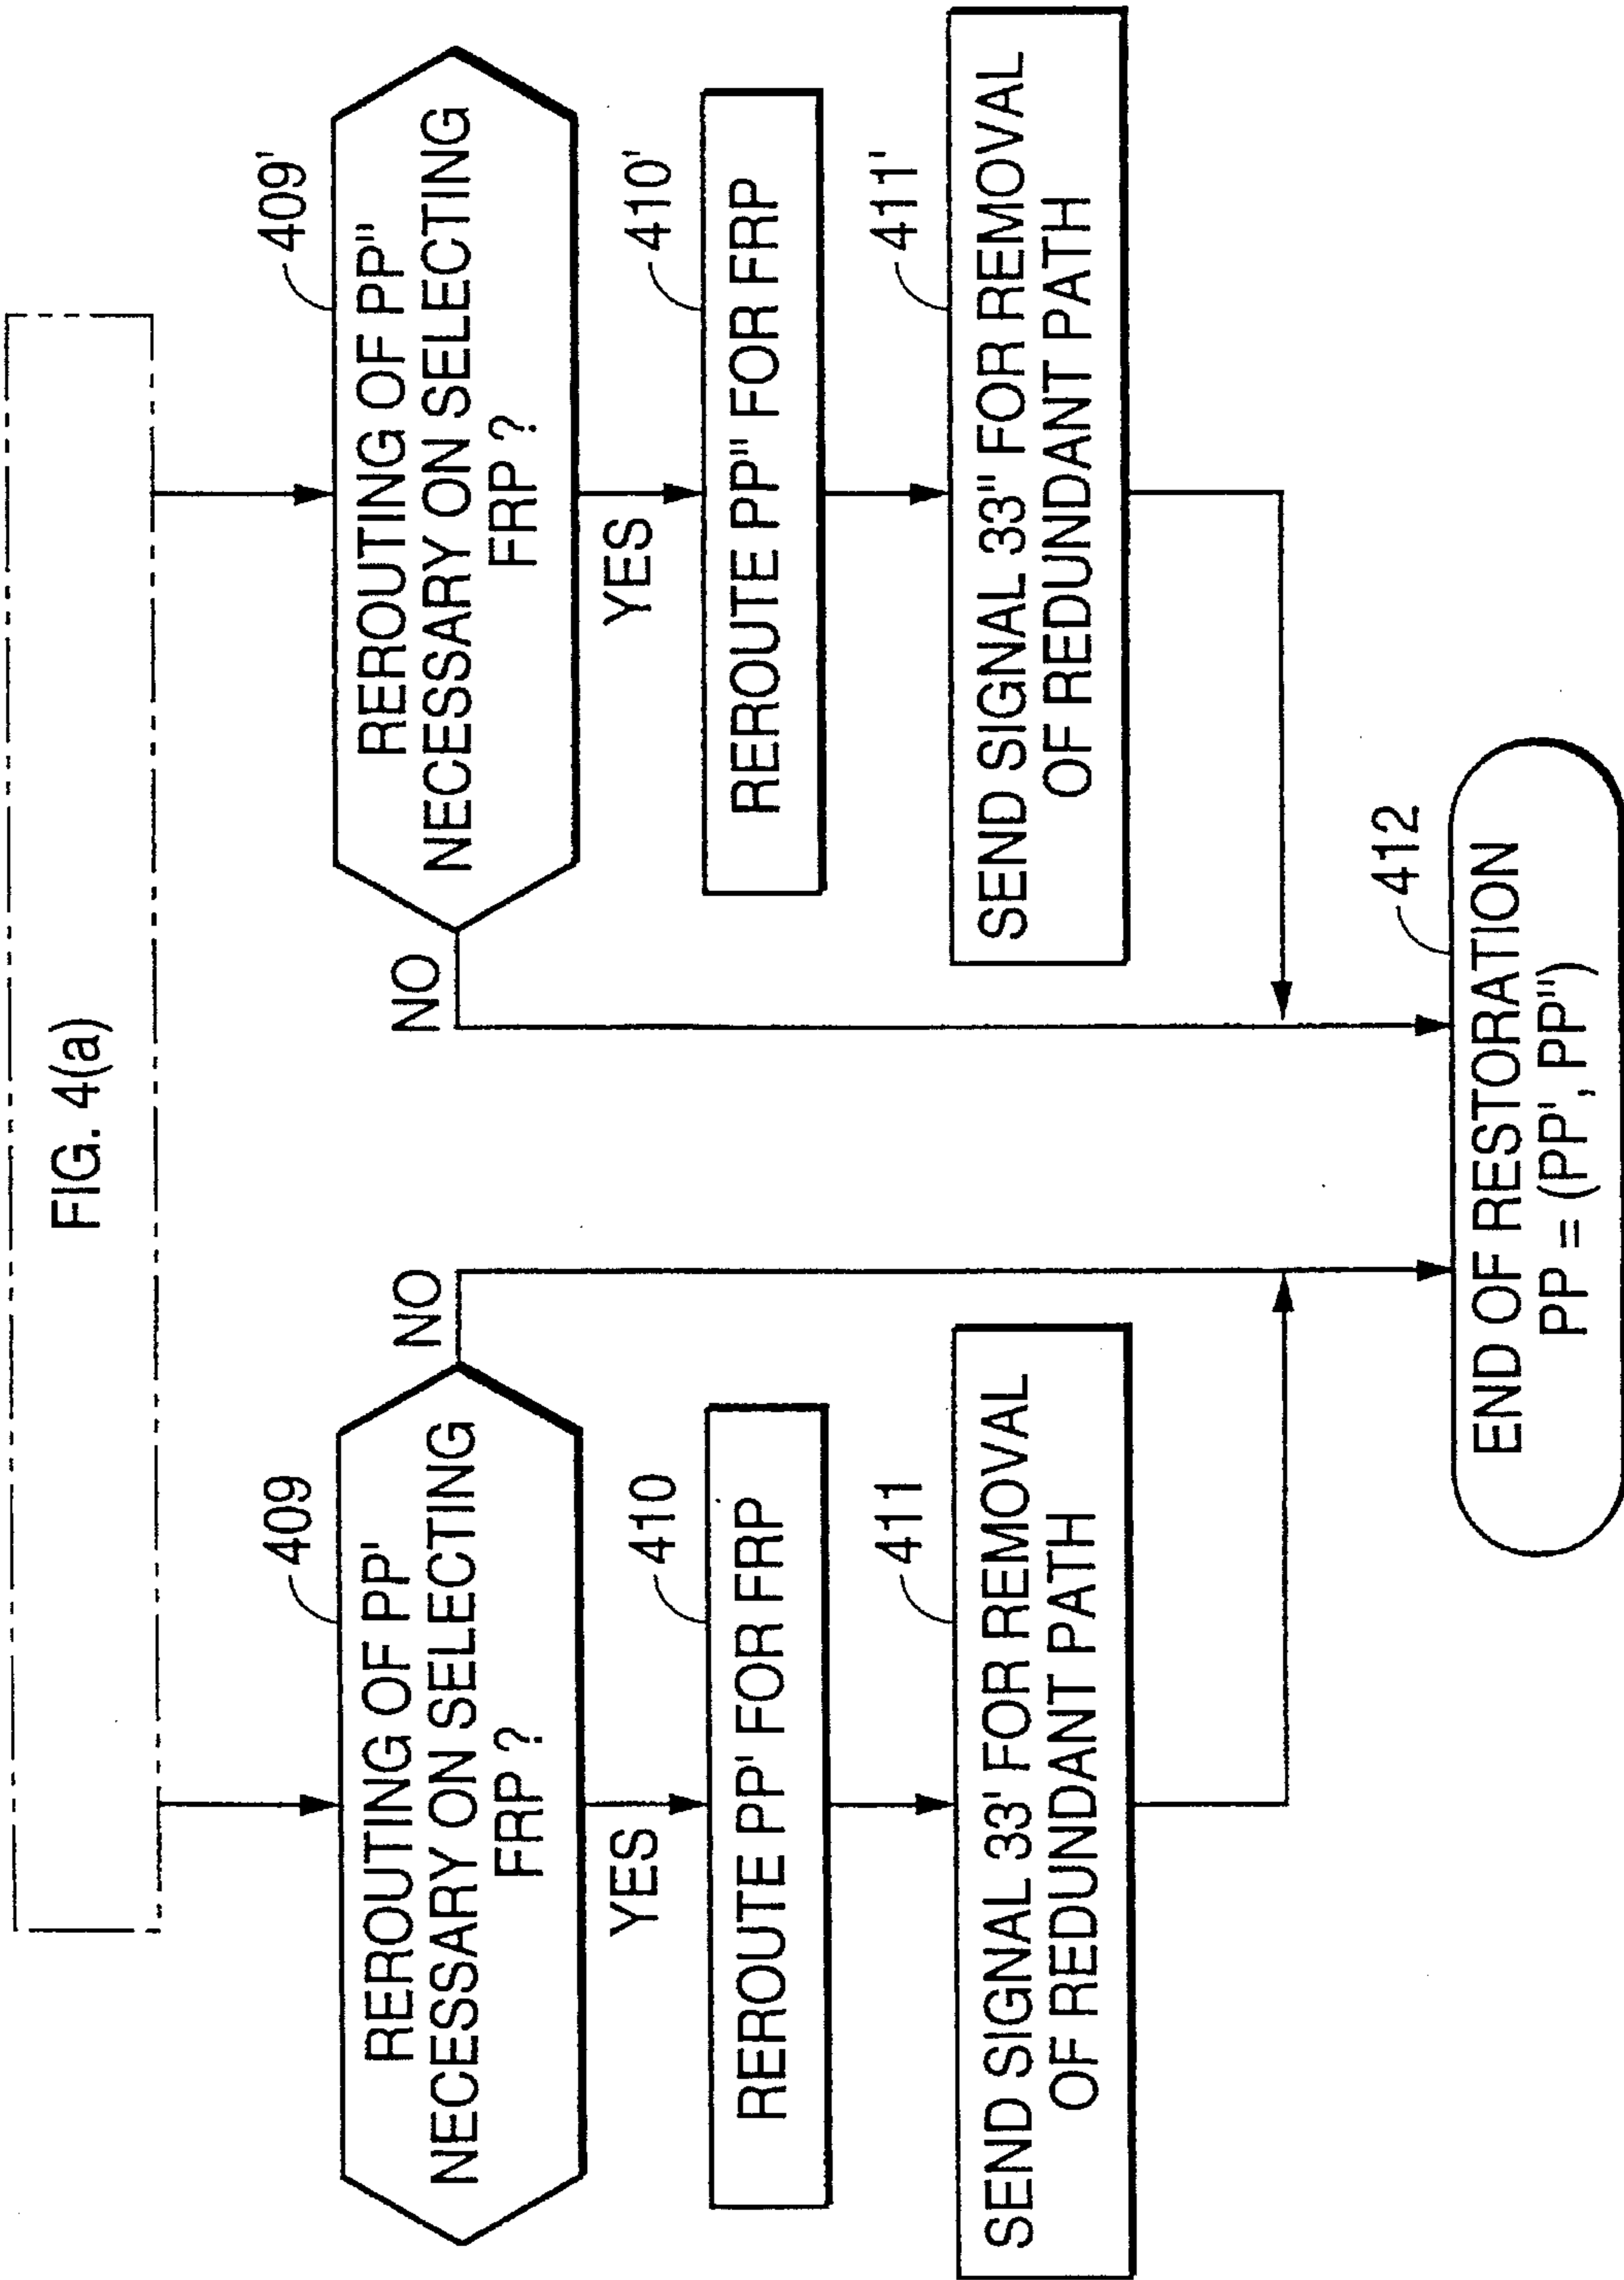 FIG. 4(a)
409
REROUTING OF PP'
NECESSARY ON SELECTING
FRP ?
NO
YES
410
REROUTE PP' FOR FRP
411
SEND SIGNAL 33' FOR REMOVAL
OF REDUNDANT PATH
409'
REROUTING OF PP"
NECESSARY ON SELECTING
FRP ?
NO
YES
410'
REROUTE PP" FOR FRP
411'
SEND SIGNAL 33" FOR REMOVAL
OF REDUNDANT PATH
412
END OF RESTORATION
PP = (PP', PP")